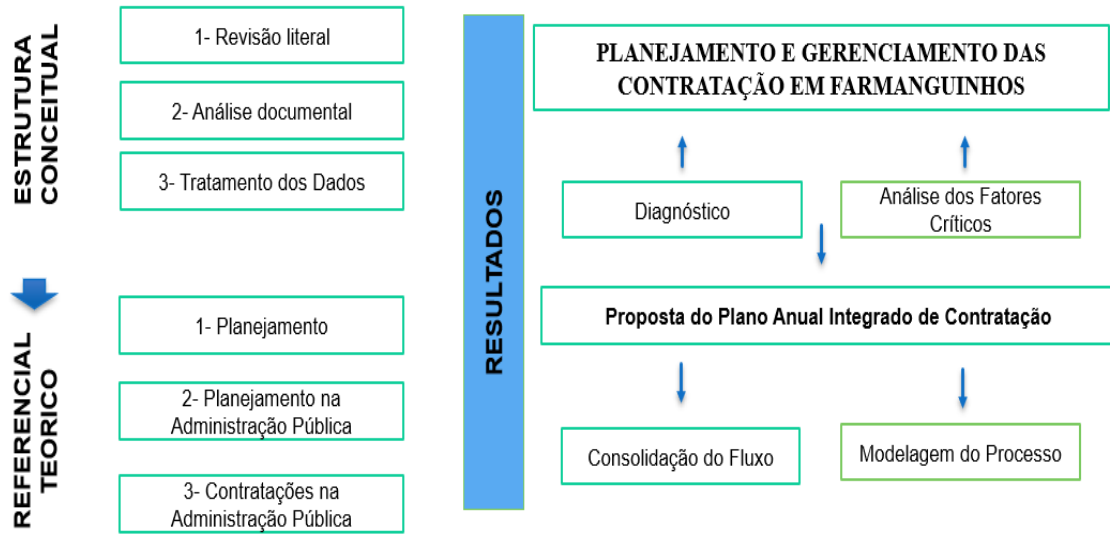 ESTRUTURA
CONCEITUAL
1- Revisão literal
2- Análise documental
3- Tratamento dos Dados
REFERENCIAL
TEORICO
1- Planejamento
2- Planejamento na
Administração Pública
3- Contratações na
Administração Pública
RESULTADOS
PLANEJAMENTO E GERENCIAMENTO DAS
CONTRATAÇÃO EM FARMANGUINHOS
Diagnóstico
Análise dos Fatores
Críticos
Proposta do Plano Anual Integrado de Contratação
Consolidação do Fluxo
Modelagem do Processo